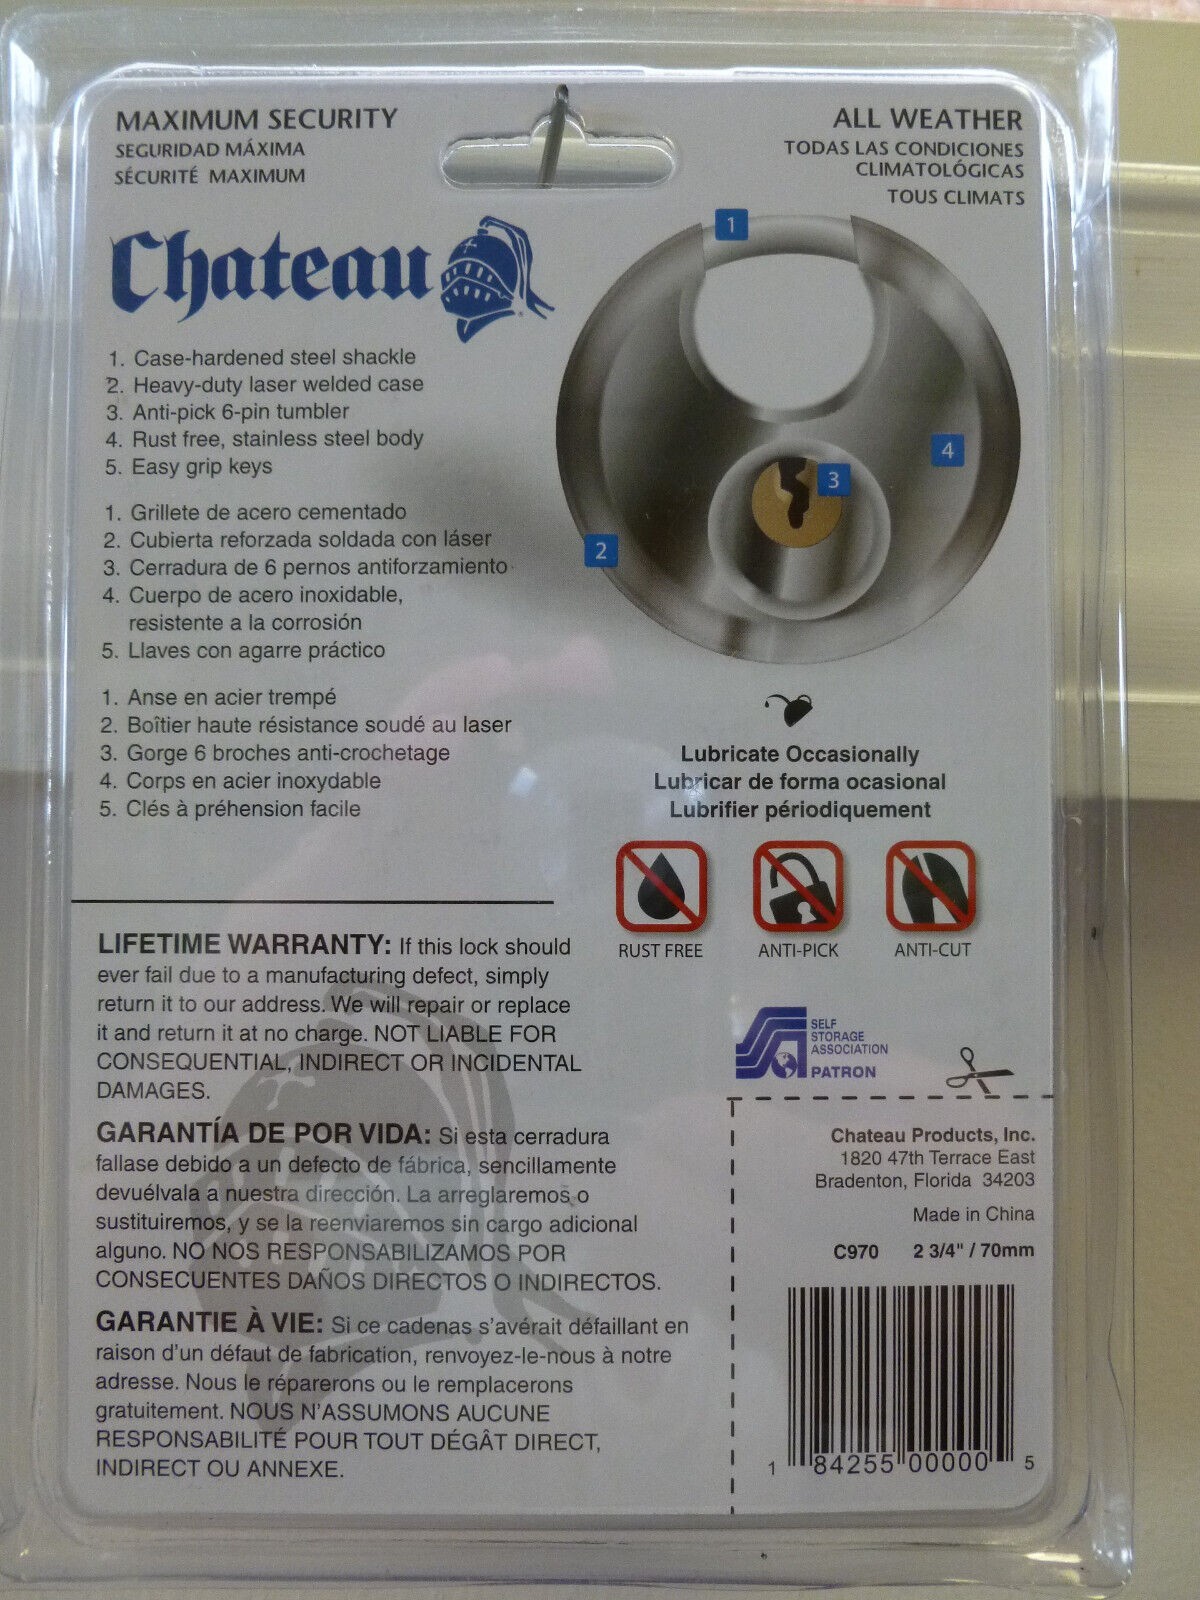 MAXIMUM SECURITY
SEGURIDAD MÁXIMA
SÉCURITÉ MAXIMUM
ALL WEATHER
TODAS LAS CONDICIONES
CLIMATOLÓGICAS
TOUS CLIMATS
Chateau
®
1. Case-hardened steel shackle
2. Heavy-duty laser welded case
3. Anti-pick 6-pin tumbler
4. Rust free, stainless steel body
5. Easy grip keys
1. Grillete de acero cementado
2. Cubierta reforzada soldada con láser
3. Cerradura de 6 pernos antiforzamiento
4. Cuerpo de acero inoxidable,
resistente a la corrosión
5. Llaves con agarre práctico
1. Anse en acier trempé
2. Boîtier haute résistance soudé au laser
3. Gorge 6 broches anti-crochetage
4. Corps en acier inoxydable
5. Clés à préhension facile
1
2
3
4
Lubricate Occasionally
Lubricar de forma ocasional
Lubrifier périodiquement
RUST FREE ANTI-PICK ANTI-CUT
LIFETIME WARRANTY: If this lock should
ever fail due to a manufacturing defect, simply
return it to our address. We will repair or replace
it and return it at no charge. NOT LIABLE FOR
CONSEQUENTIAL, INDIRECT OR INCIDENTAL
DAMAGES.
GARANTÍA DE POR VIDA: Si esta cerradura
fallase debido a un defecto de fábrica, sencillamente
devuélvala a nuestra dirección. La arreglaremos o
sustituiremos, y se la reenviaremos sin cargo adicional
alguno. NO NOS RESPONSABILIZAMOS POR
CONSECUENTES DAÑOS DIRECTOS O INDIRECTOS.
GARANTIE À VIE: Si ce cadenas s'avérait défaillant en
raison d'un défaut de fabrication, renvoyez-le-nous à notre
adresse. Nous le réparerons ou le remplacerons
gratuitement. NOUS N'ASSUMONS AUCUNE
RESPONSABILITÉ POUR TOUT DÉGÂT DIRECT,
INDIRECT OU ANNEXE.
SELF
STORAGE
ASSOCIATION
PATRON
Chateau Products, Inc.
1820 47th Terrace East
Bradenton, Florida 34203
Made in China
C970 2 3/4" / 70mm
1 84255 00000 5